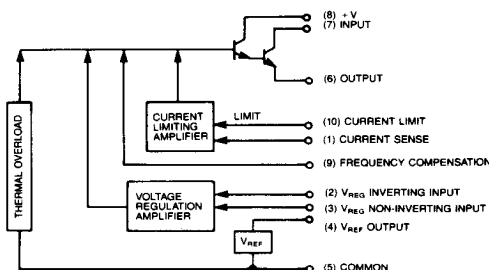 (8) +V
(7) INPUT
(6) OUTPUT
THERMAL OVERLOAD
CURRENT
LIMITING
AMPLIFIER
LIMIT
(10) CURRENT LIMIT
(1) CURRENT SENSE
(9) FREQUENCY COMPENSATION
VOLTAGE
REGULATION
AMPLIFIER
(2) VREG INVERTING INPUT
(3) VREG NON-INVERTING INPUT
(4) VREF OUTPUT
VREF
(5) COMMON